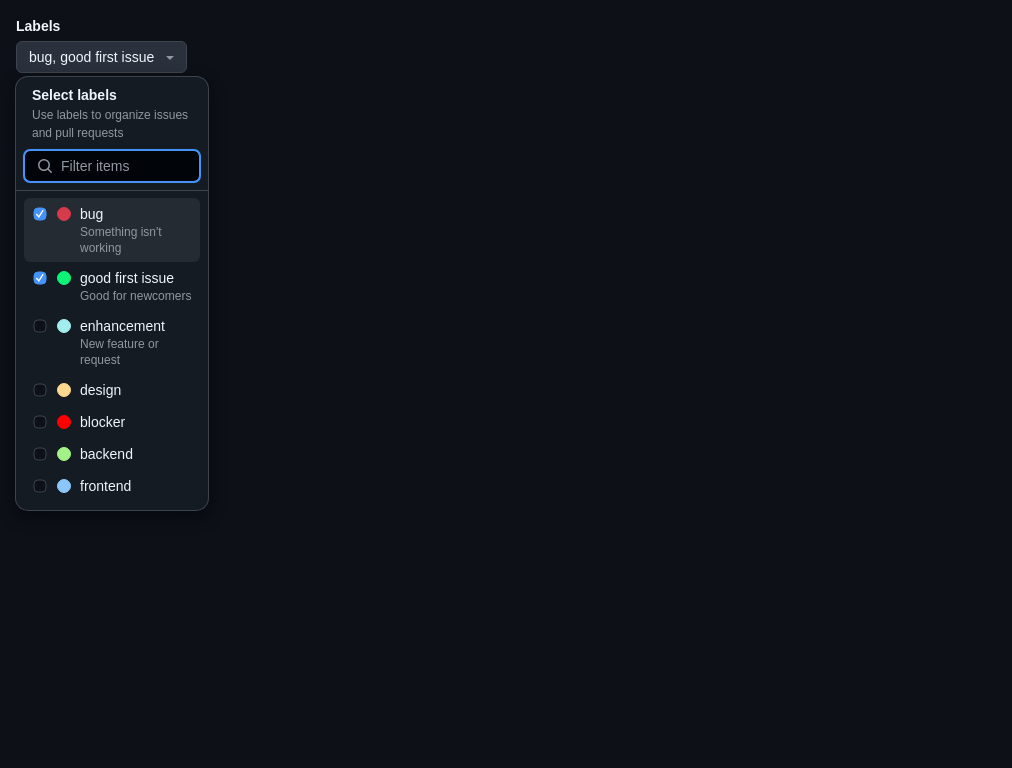 Labels
bug, good first issue
Select labels
Use labels to organize issues
and pull requests
Filter items
bug
Something isn't
working
good first issue
Good for newcomers
enhancement
New feature or
request
design
blocker
backend
frontend